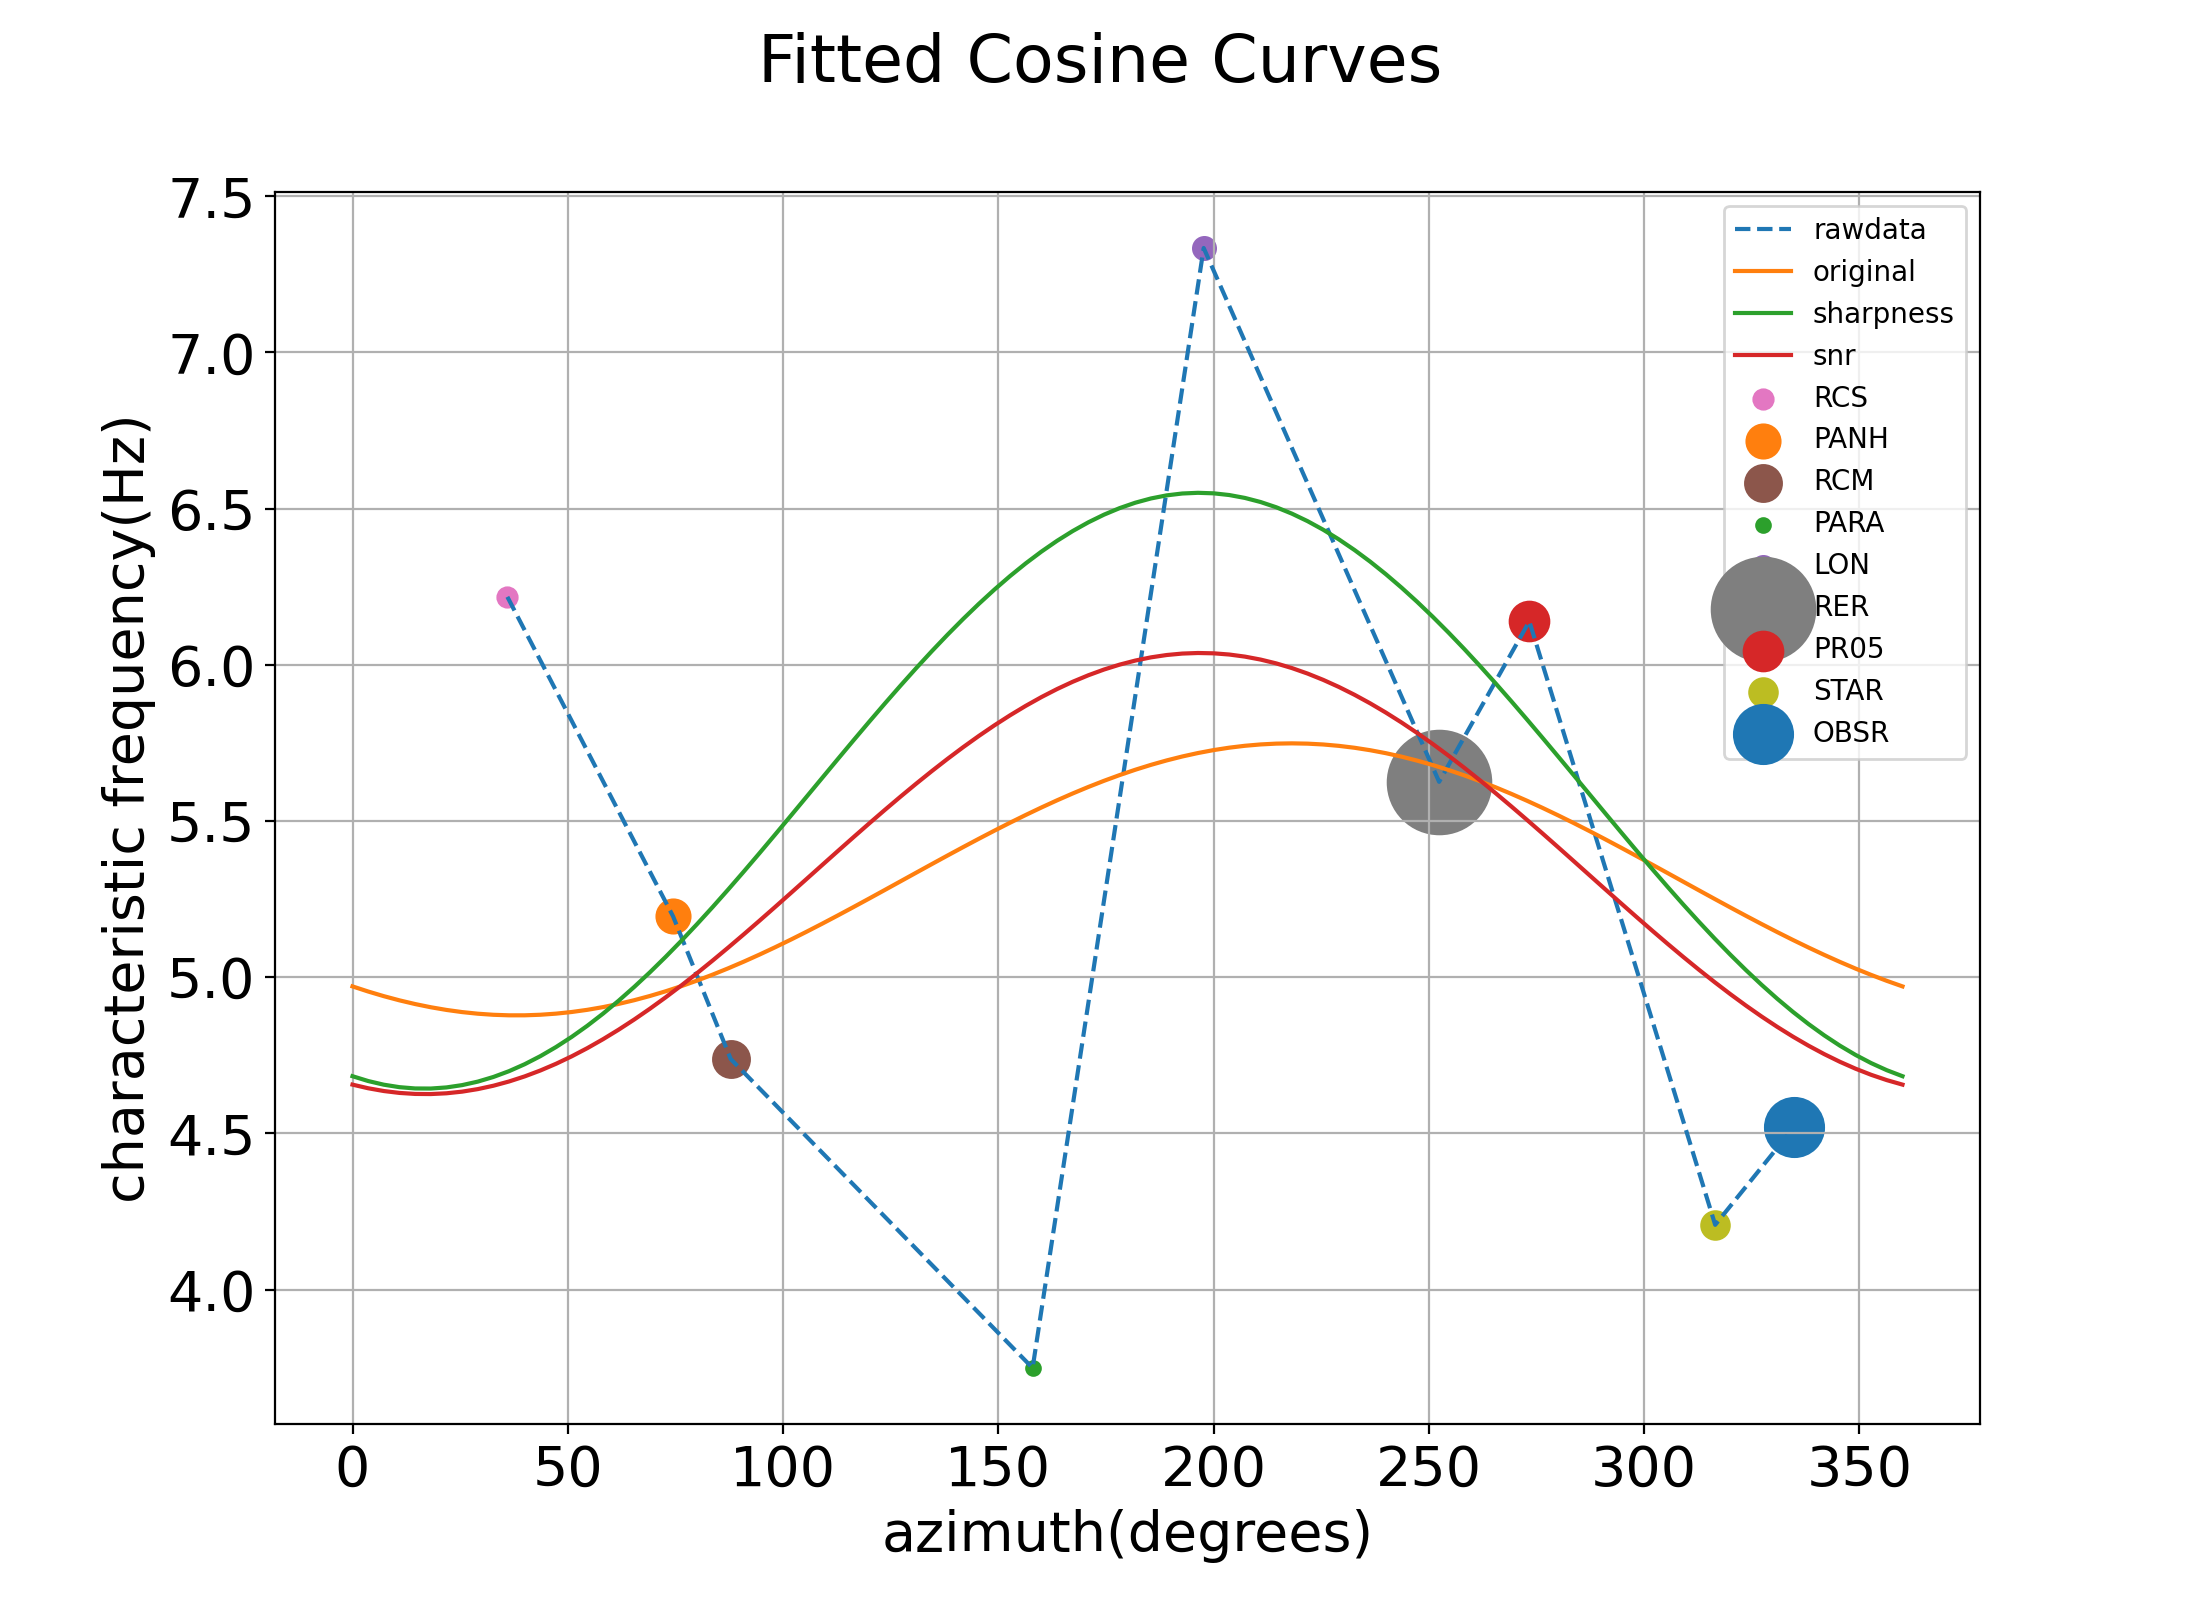 Fitted Cosine Curves
7.5
7.0
6.5
6.0
5.5
5.0
4.5
4.0
characteristic frequency(Hz)
rawdata
original
sharpness
snr
RCS
PANH
RCM
PARA
LON
RER
PR05
STAR
OBSR
0 50 100 150 200 250 300 350
azimuth(degrees)